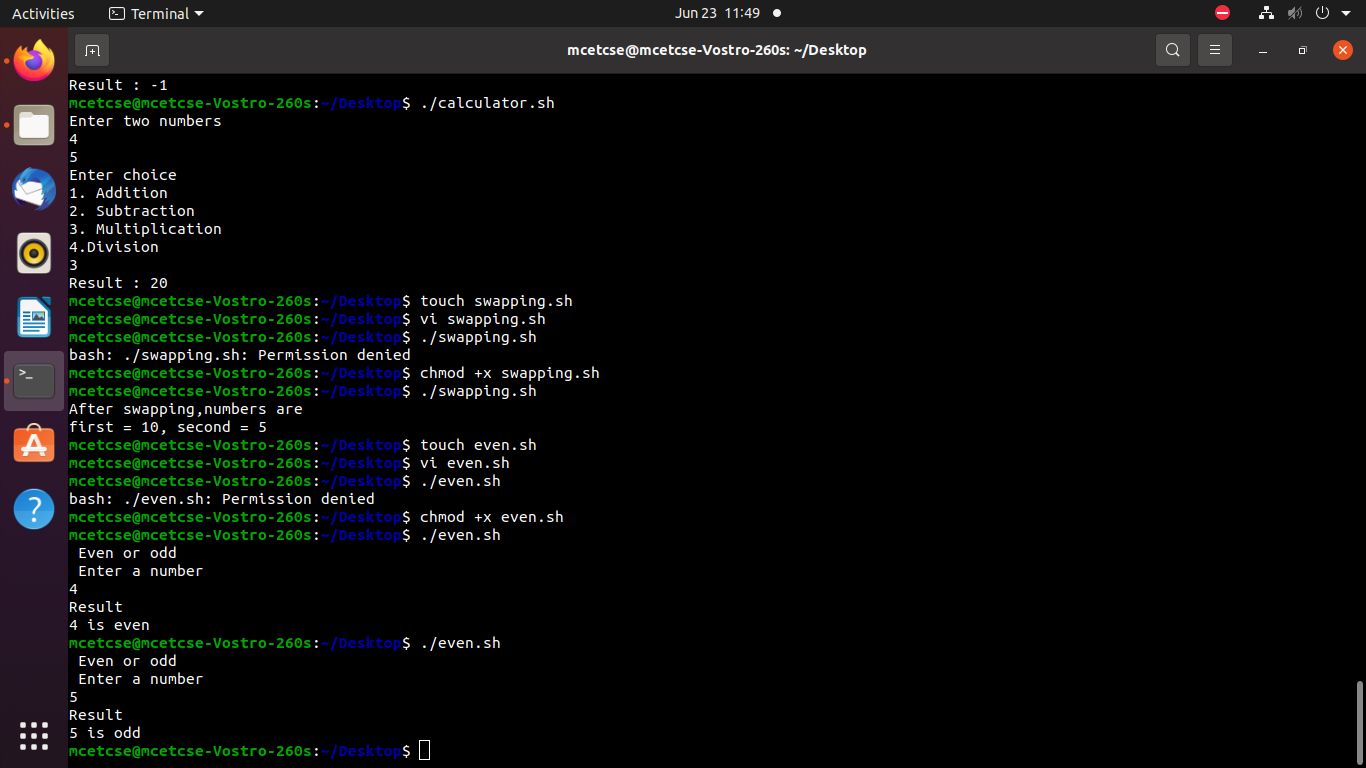 Activities
Terminal
Jun 23 11:49
mcetcse@mcetcse-Vostro-260s: ~/Desktop
Result : -1
mcetcse@mcetcse-Vostro-260s:~/Desktop$ ./calculator.sh
Enter two numbers
4
5
Enter choice
1. Addition
2. Subtraction
3. Multiplication
4.Division
3
Result : 20
mcetcse@mcetcse-Vostro-260s:~/Desktop$ touch swapping.sh
mcetcse@mcetcse-Vostro-260s:~/Desktop$ vi swapping.sh
mcetcse@mcetcse-Vostro-260s:~/Desktop$ ./swapping.sh
bash: ./swapping.sh: Permission denied
mcetcse@mcetcse-Vostro-260s:~/Desktop$ chmod +x swapping.sh
mcetcse@mcetcse-Vostro-260s:~/Desktop$ ./swapping.sh
After swapping,numbers are
first = 10, second = 5
mcetcse@mcetcse-Vostro-260s:~/Desktop$ touch even.sh
mcetcse@mcetcse-Vostro-260s:~/Desktop$ vi even.sh
mcetcse@mcetcse-Vostro-260s:~/Desktop$ ./even.sh
bash: ./even.sh: Permission denied
mcetcse@mcetcse-Vostro-260s:~/Desktop$ chmod +x even.sh
mcetcse@mcetcse-Vostro-260s:~/Desktop$ ./even.sh
 Even or odd
 Enter a number
4
Result
4 is even
mcetcse@mcetcse-Vostro-260s:~/Desktop$ ./even.sh
 Even or odd
 Enter a number
5
Result
5 is odd
mcetcse@mcetcse-Vostro-260s:~/Desktop$